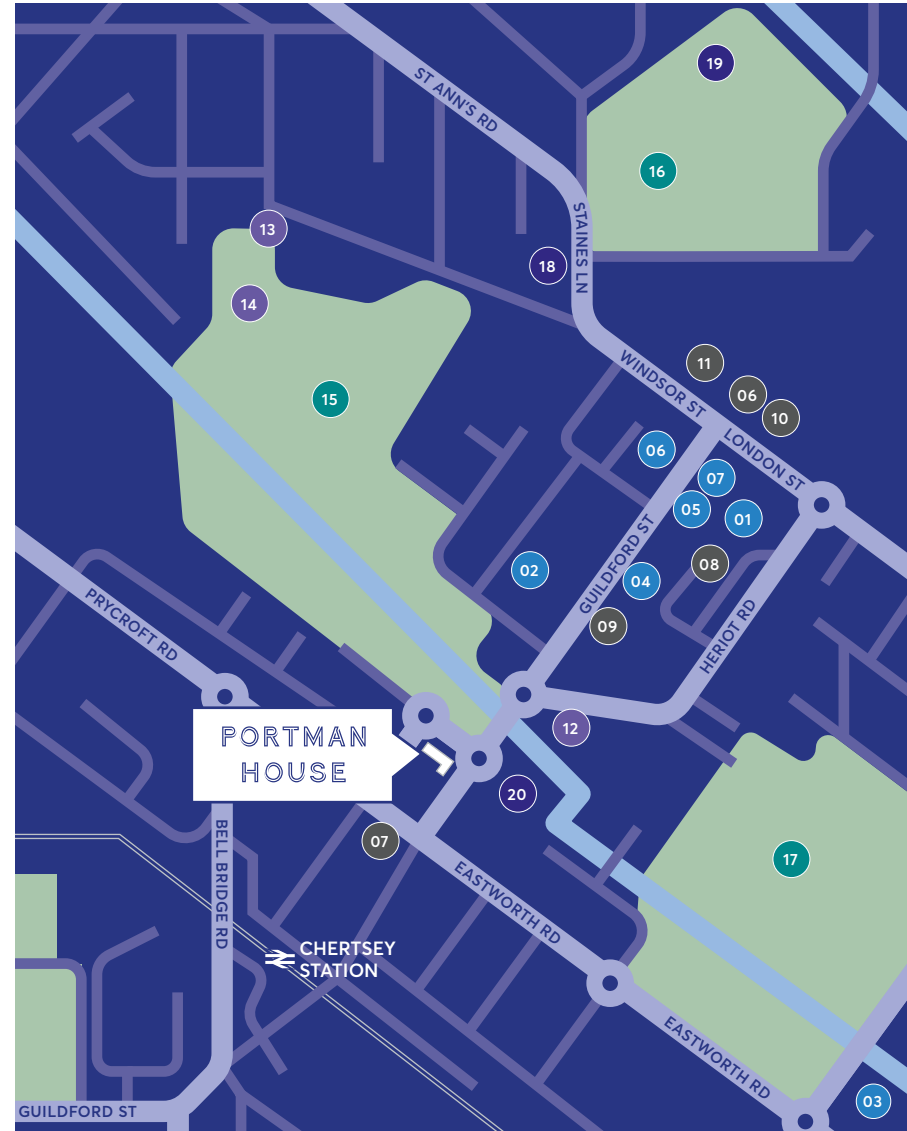 19
ST ANN'S RD
16
13
STAINES LN
18
14
11
WINDSOR ST
06
15
10
LONDON ST
06
07
05
01
GUILDFORD ST
08
02
04
09
HERIOT RD
PRYCROFT RD
12
PORTMAN
HOUSE
20
07
17
BELL BRIDGE RD
EASTWORTH RD
CHERTSEY
STATION
EASTWORTH RD
03
GUILDFORD ST